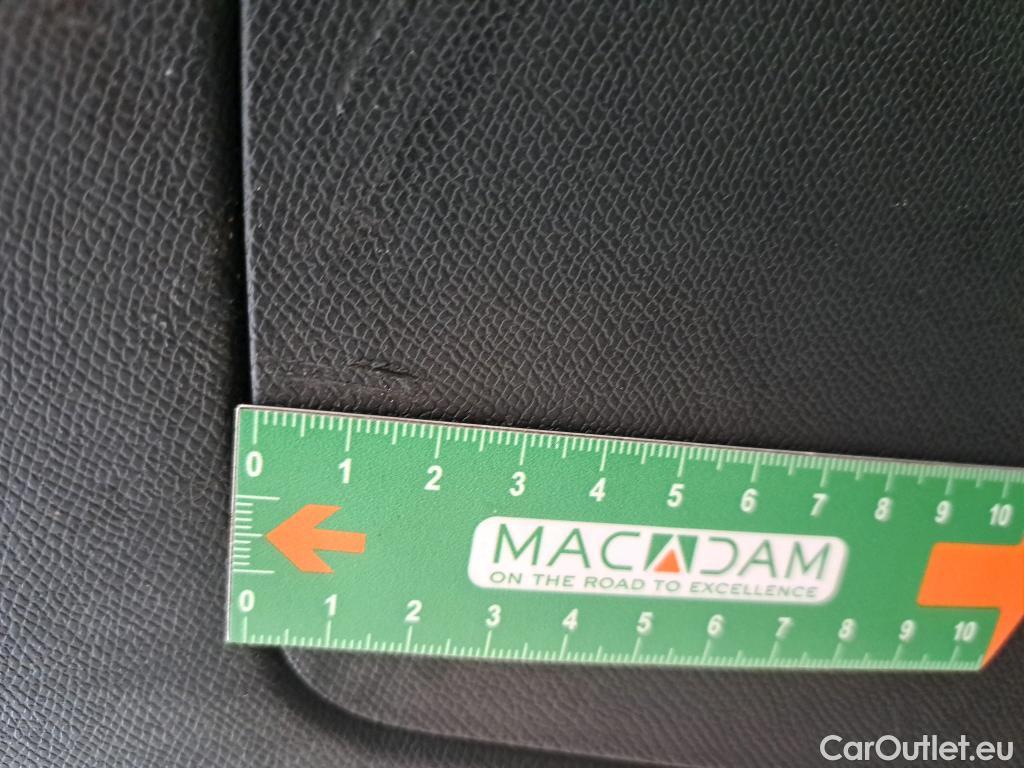 0 1 2 3 4 5 6 7 8 9 10
MACADAM
ON THE ROAD TO EXCELLENCE
0 1 2 3 4 5 6 7 8 9 10
CarOutlet.eu